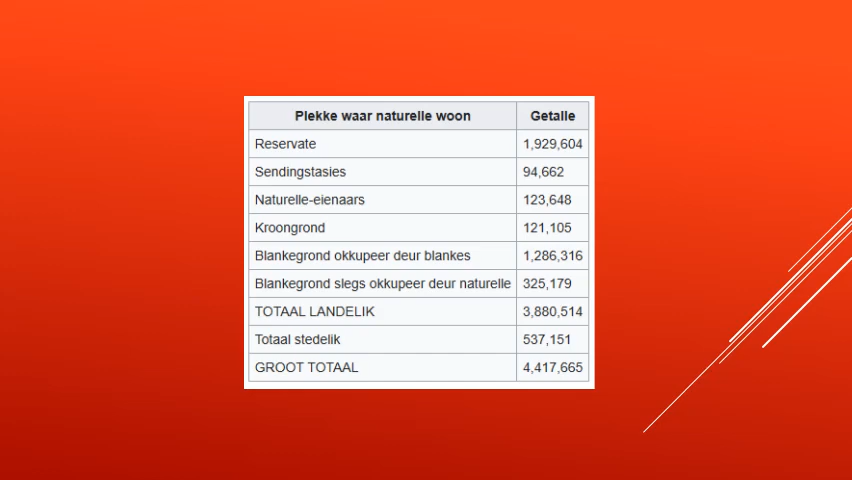 Plekke waar naturelle woon Getalle
Reservate 1,929,604
Sendingstasies 94,662
Naturelle-eienaars 123,648
Kroongrond 121,105
Blankegrond okkupeer deur blankes 1,286,316
Blankegrond slegs okkupeer deur naturelle 325,179
TOTAAL LANDELIK 3,880,514
Totaal stedelik 537,151
GROOT TOTAAL 4,417,665